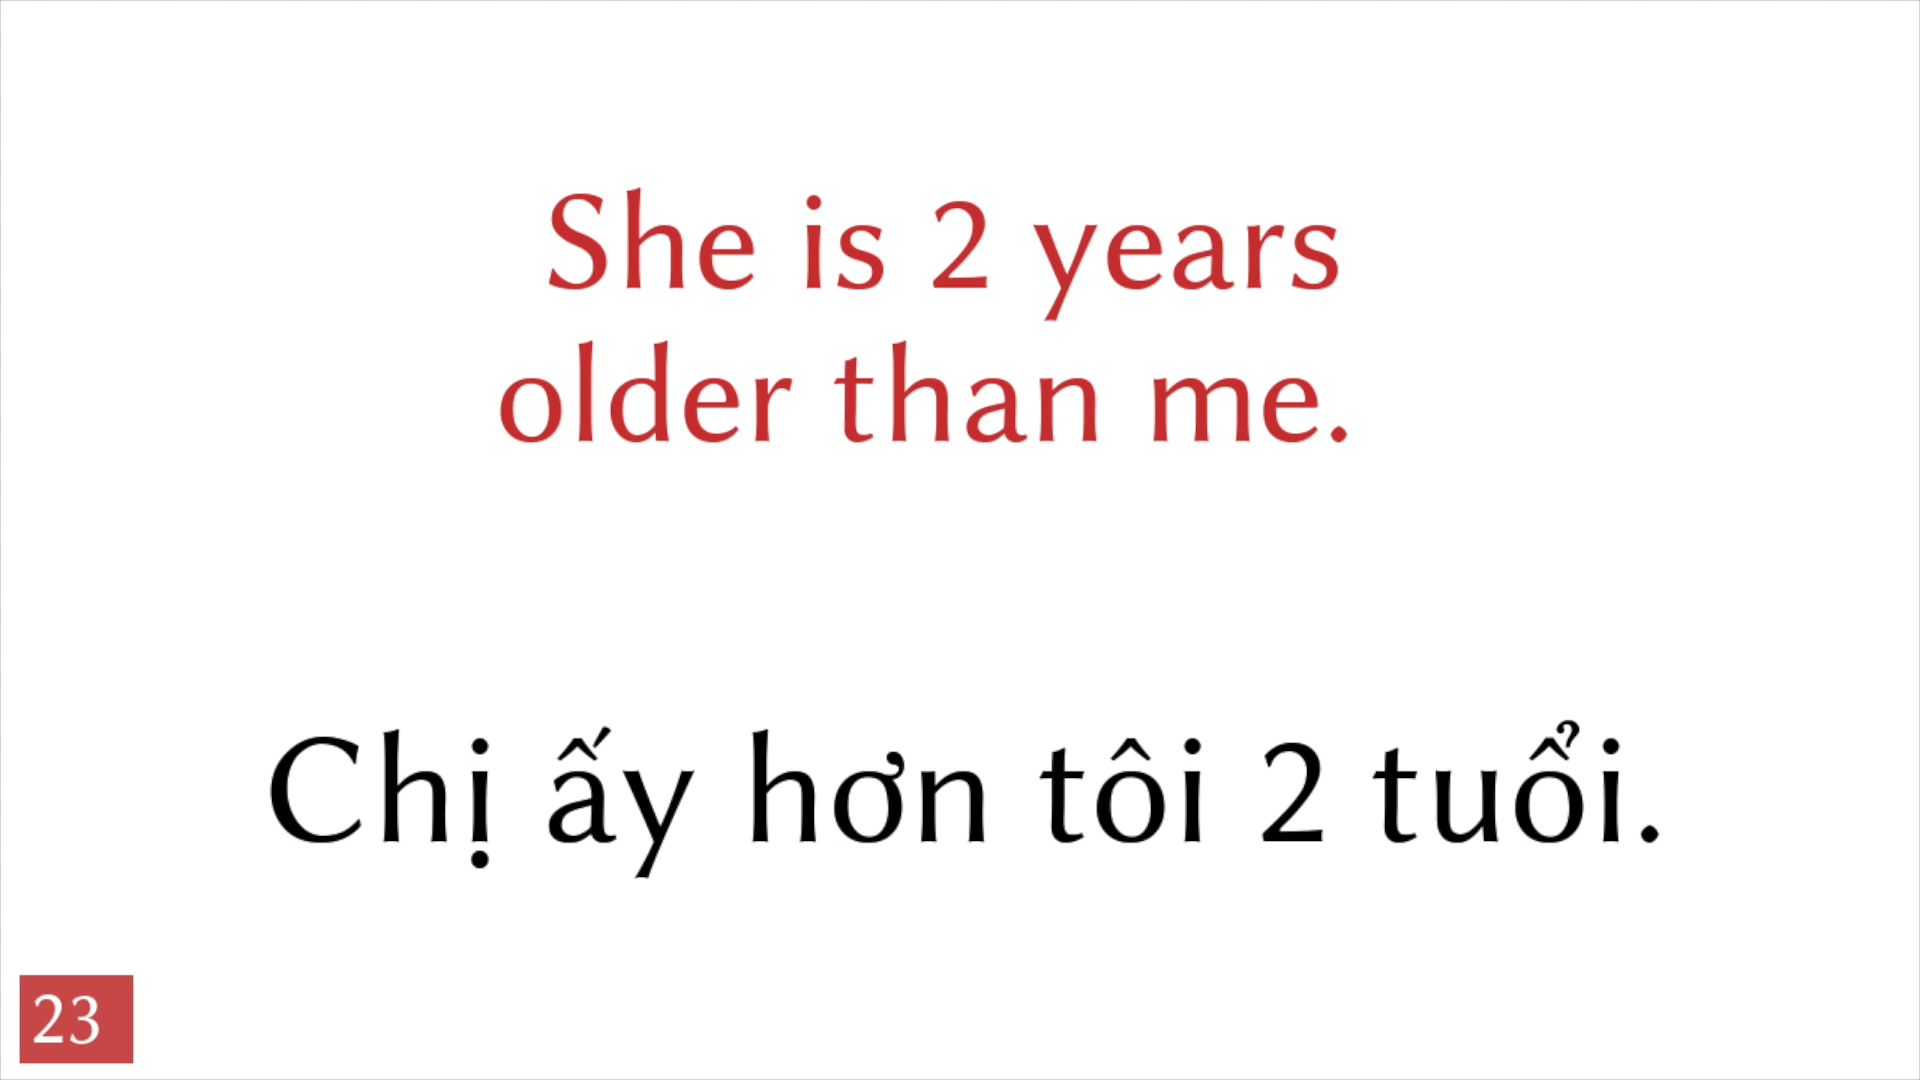 She is 2 years
older than me.
Chị ấy hơn tôi 2 tuổi.
23